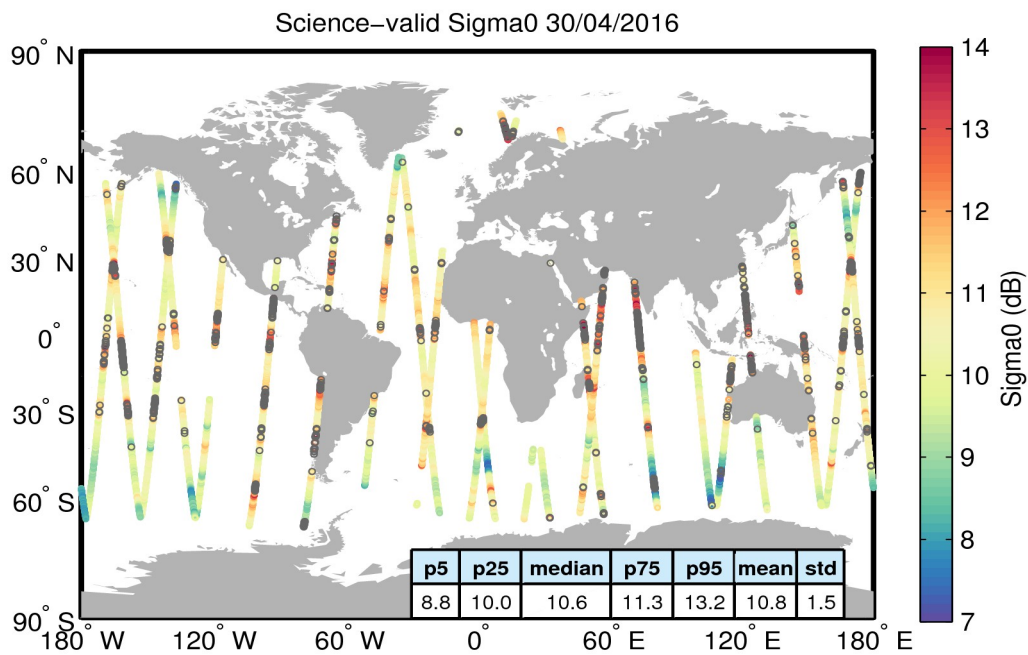 Science−valid Sigma0 30/04/2016
90° N
60° N
30° N
0°
30° S
60° S
90° S
180° W
120° W
60° W
0°
60° E
120° E
180° E
p5 p25 median p75 p95 mean std
8.8 10.0 10.6 11.3 13.2 10.8 1.5
14
13
12
11
10
9
8
7
Sigma0 (dB)